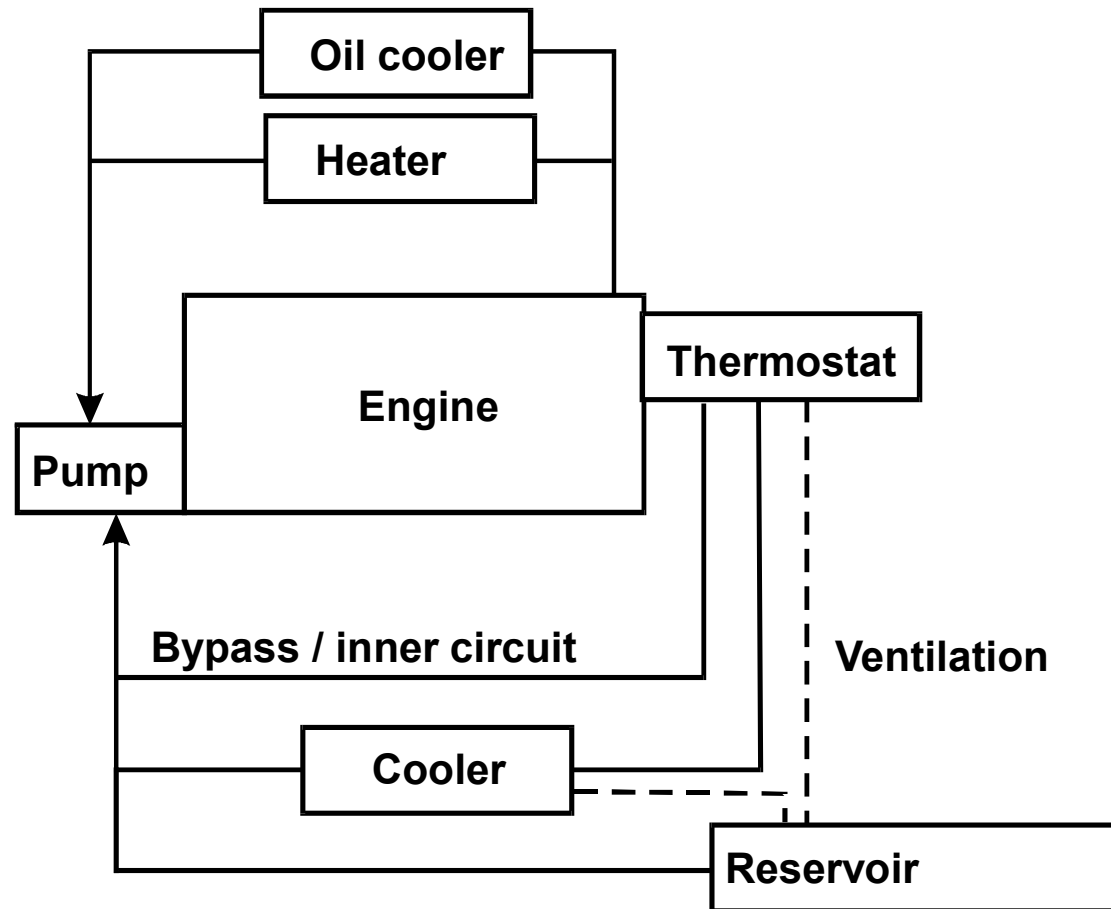 Oil cooler
Heater
Thermostat
Engine
Pump
Bypass / inner circuit
Ventilation
Cooler
Reservoir